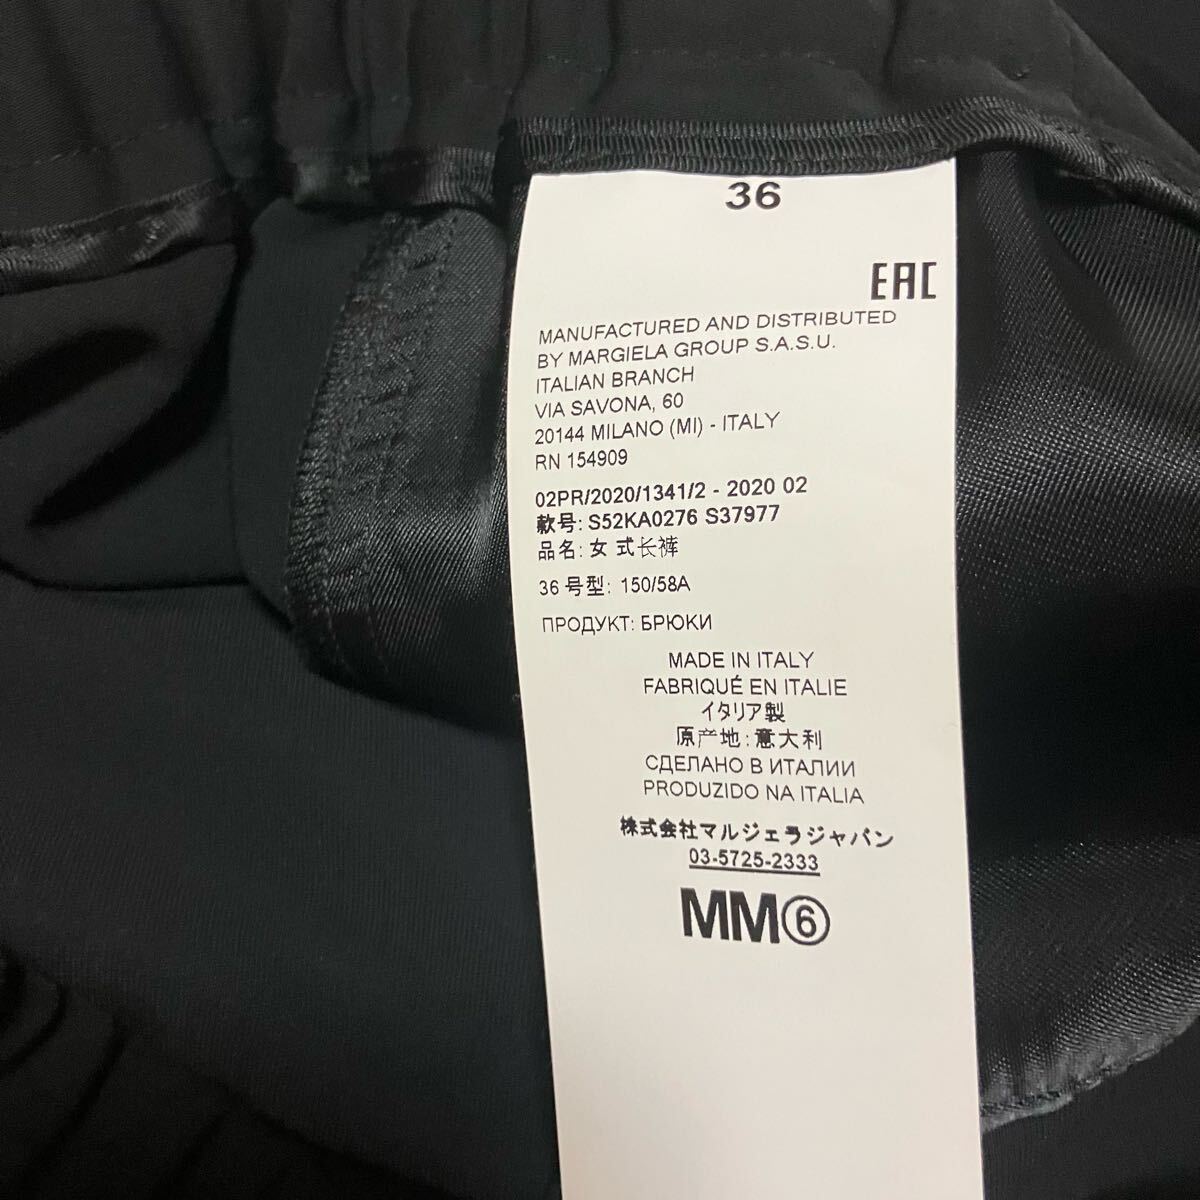 36
EAC
MANUFACTURED AND DISTRIBUTED
BY MARGIELA GROUP S.A.S.U.
ITALIAN BRANCH
VIA SAVONA, 60
20144 MILANO (MI) - ITALY
RN 154909
02PR/2020/1341/2 - 2020 02
款号: S52KA0276 S37977
品名: 女 式长裤
36 号型: 150/58A
ПРОДУКТ: БРЮКИ
MADE IN ITALY
FABRIQUÉ EN ITALIE
イタリア製
原产地: 意大利
СДЕЛАНО В ИТАЛИИ
PRODUZIDO NA ITALIA
株式会社マルジェラジャパン
03-5725-2333
MM⑥